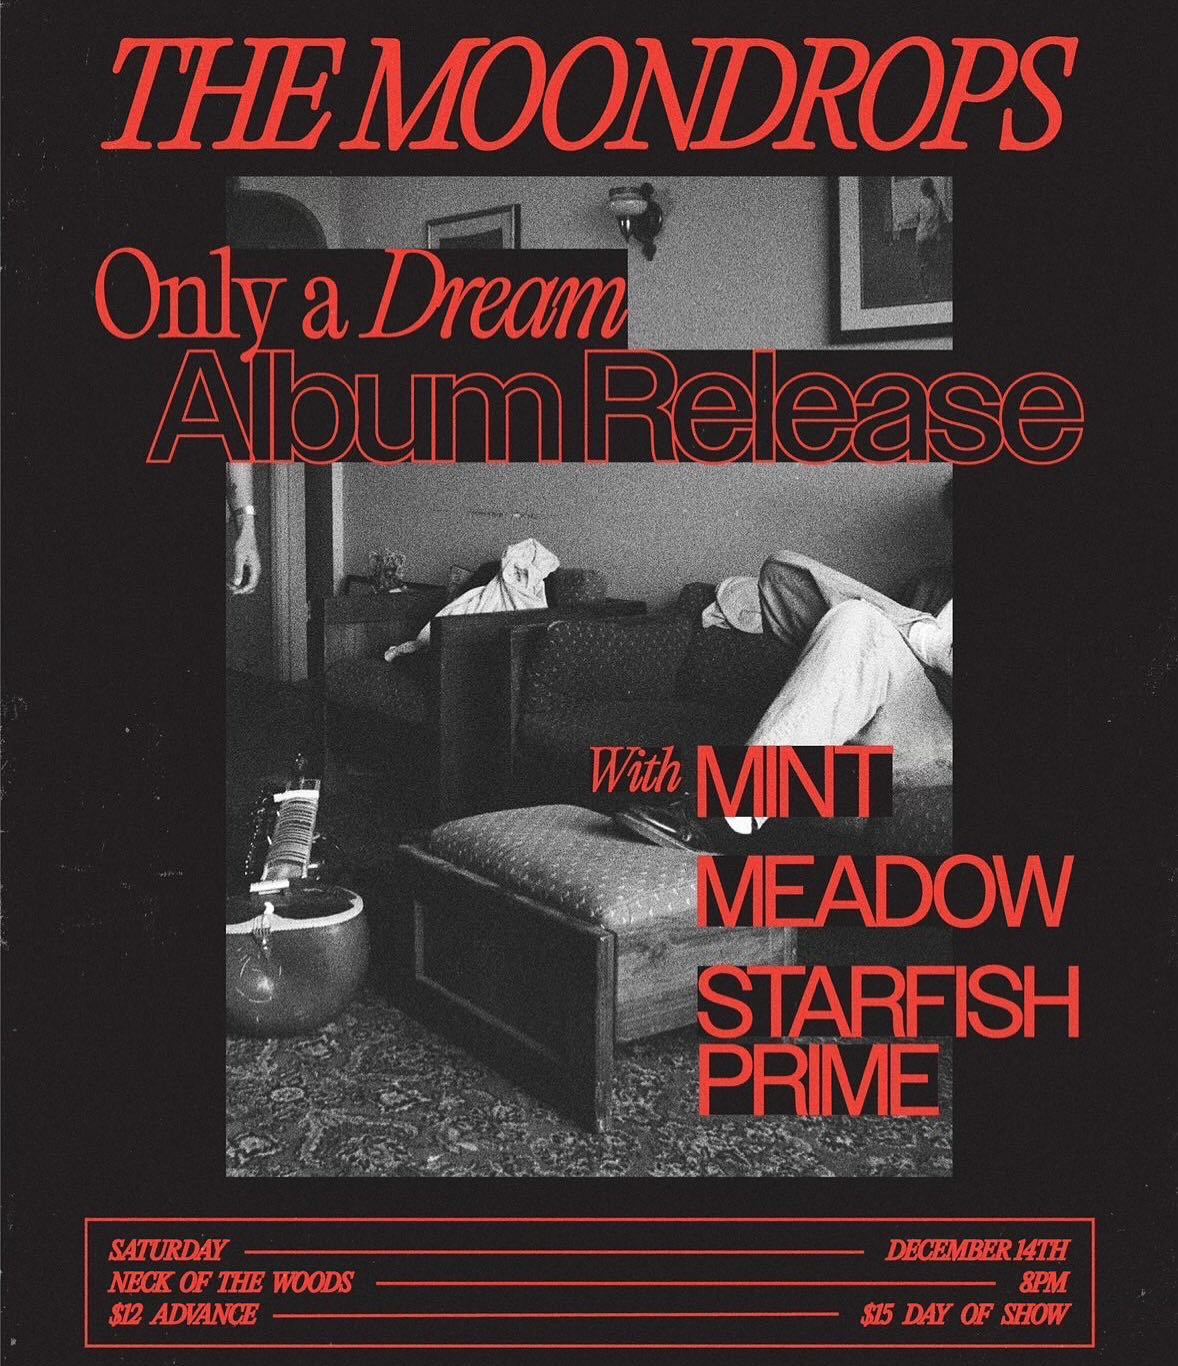 THE MOONDROPS
Only a Dream
Album Release
With MINT
MEADOW
STARFISH
PRIME
SATURDAY DECEMBER 14TH
NECK OF THE WOODS 8PM
$12 ADVANCE $15 DAY OF SHOW